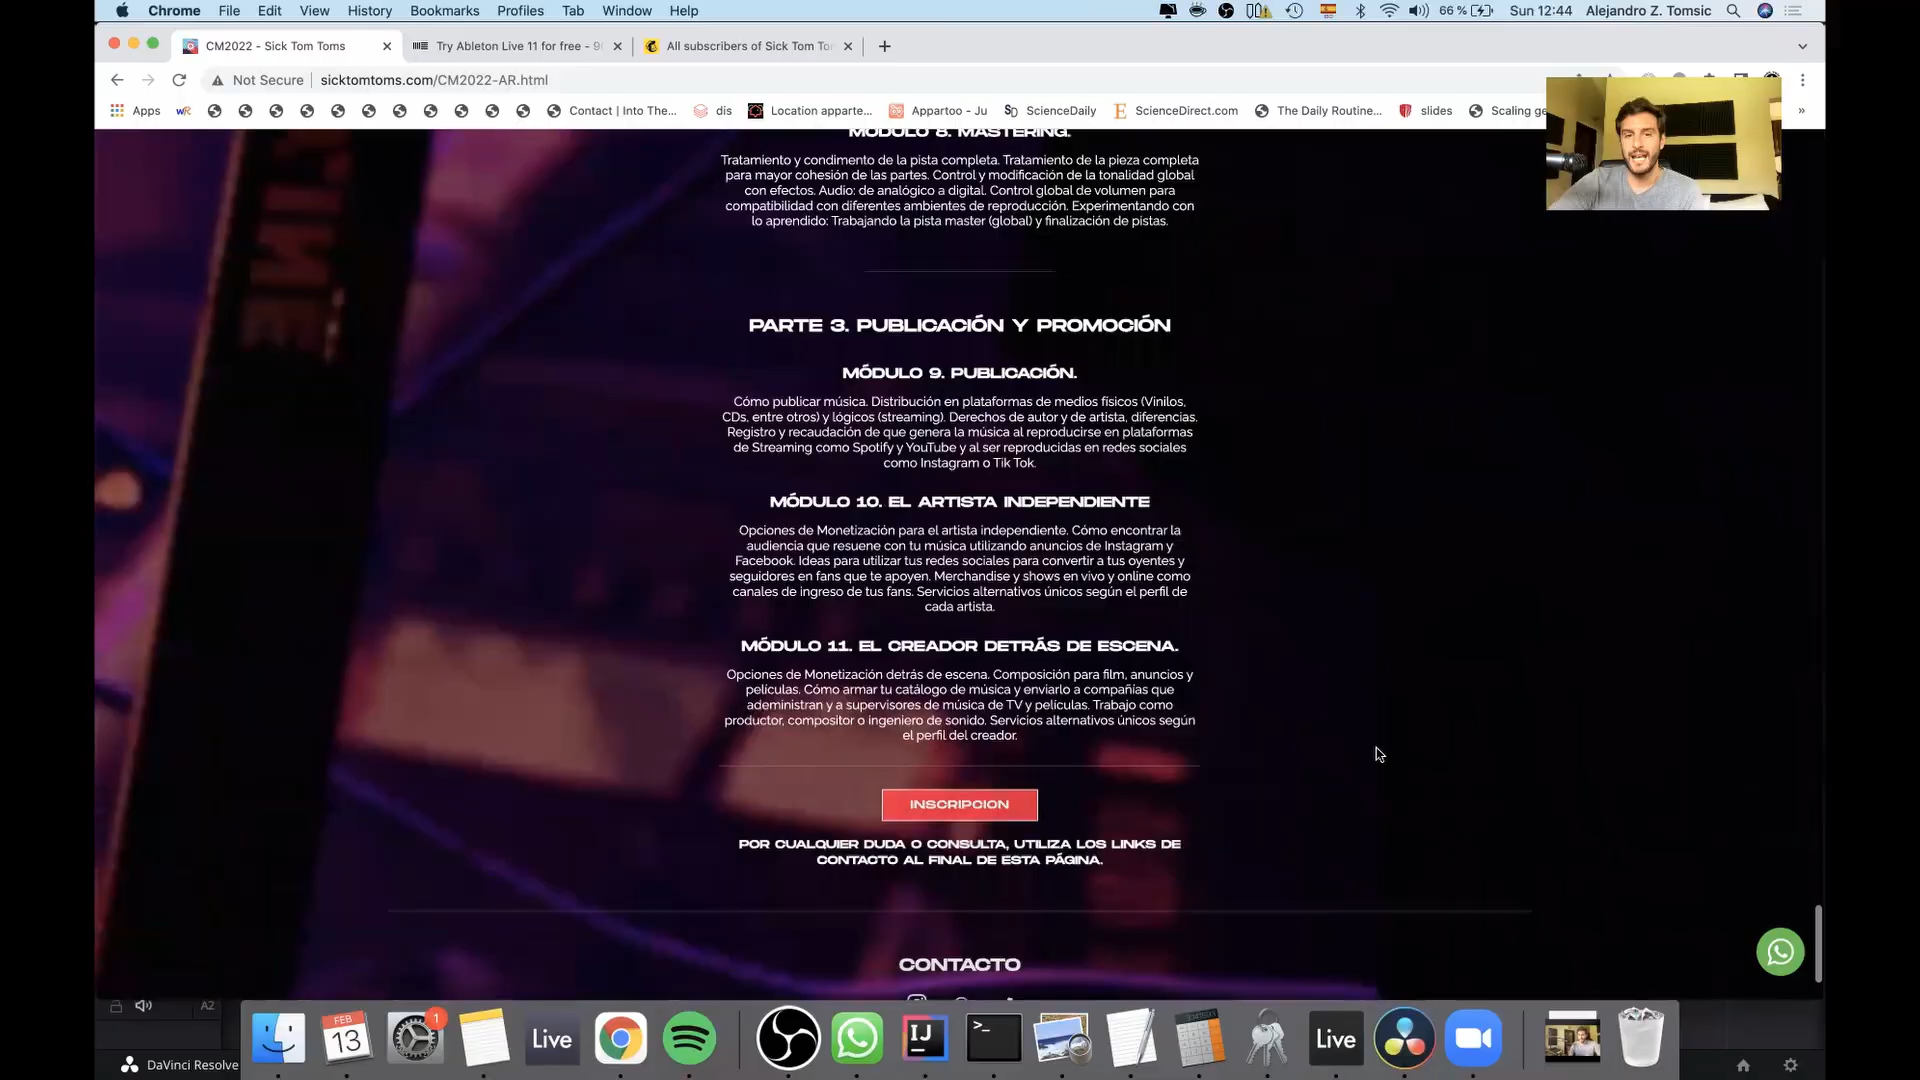 Chrome File Edit View History Bookmarks Profiles Tab Window Help 66 % Sun 12:44 Alejandro Z. Tomsic
CM2022 - Sick Tom Toms Try Ableton Live 11 for free - 9 All subscribers of Sick Tom To
Not Secure sicktomtoms.com/CM2022-AR.html
Apps wR Contact | Into The... dis Location apparte... Appartoo - Ju SD ScienceDaily ScienceDirect.com The Daily Routine... slides Scaling ge »
MÓDULO 8. MASTERING.
Tratamiento y condimento de la pista completa. Tratamiento de la pieza completa
para mayor cohesión de las partes. Control y modificación de la tonalidad global
con efectos. Audio: de analógico a digital. Control global de volumen para
compatibilidad con diferentes ambientes de reproducción. Experimentando con
lo aprendido: Trabajando la pista master (global) y finalización de pistas.
PARTE 3. PUBLICACIÓN Y PROMOCIÓN
MÓDULO 9. PUBLICACIÓN.
Cómo publicar música. Distribución en plataformas de medios físicos (Vinilos,
CDs, entre otros) y lógicos (streaming). Derechos de autor y de artista, diferencias.
Registro y recaudación de que genera la música al reproducirse en plataformas
de Streaming como Spotify y YouTube y al ser reproducidas en redes sociales
como Instagram o Tik Tok.
MÓDULO 10. EL ARTISTA INDEPENDIENTE
Opciones de Monetización para el artista independiente. Cómo encontrar la
audiencia que resuene con tu música utilizando anuncios de Instagram y
Facebook. Ideas para utilizar tus redes sociales para convertir a tus oyentes y
seguidores en fans que te apoyen. Merchandise y shows en vivo y online como
canales de ingreso de tus fans. Servicios alternativos únicos según el perfil de
cada artista.
MÓDULO 11. EL CREADOR DETRÁS DE ESCENA.
Opciones de Monetización detrás de escena. Composición para film, anuncios y
películas. Cómo armar tu catálogo de música y enviarlo a compañías que
adeministran y a supervisores de música de TV y películas. Trabajo como
productor, compositor o ingeniero de sonido. Servicios alternativos únicos según
el perfil del creador.
INSCRIPCION
POR CUALQUIER DUDA O CONSULTA, UTILIZA LOS LINKS DE
CONTACTO AL FINAL DE ESTA PÁGINA.
CONTACTO
A2
FEB
13
1
Live
IJ
>_
Live
DaVinci Resolve